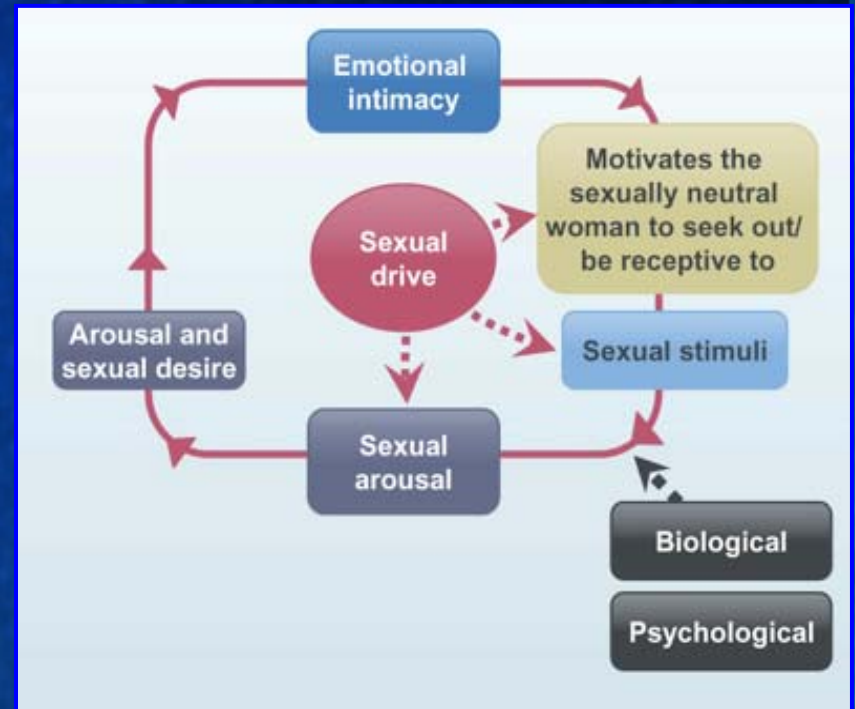 Emotional
intimacy
Motivates the
sexually neutral
woman to seek out/
be receptive to
Sexual
drive
Arousal and
sexual desire
Sexual stimuli
Sexual
arousal
Biological
Psychological